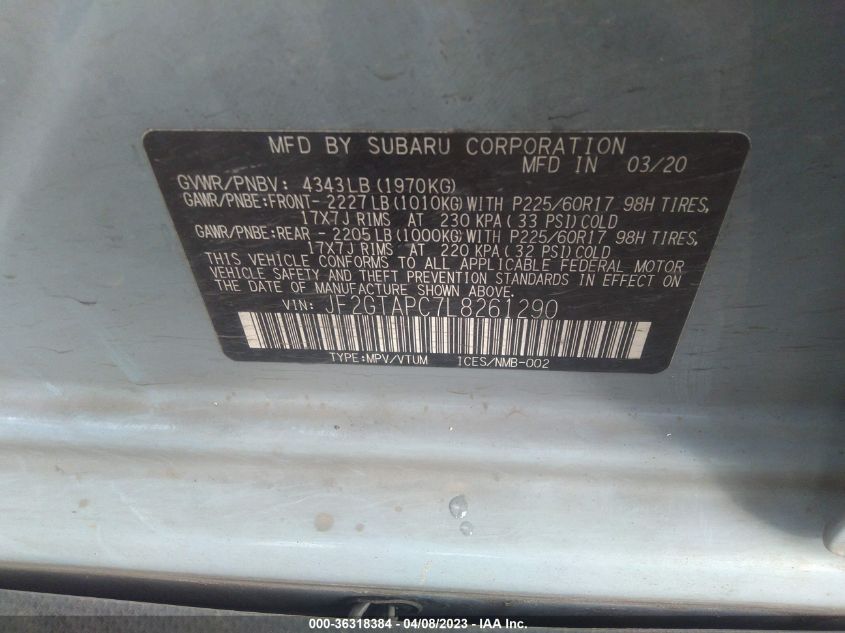 MFD BY SUBARU CORPORATION
MFD IN 03/20
GVWR/PNBV: 4343LB (1970KG)
GAWR/PNBE:FRONT- 2227LB (1010KG) WITH P225/60R17 98H TIRES,
17X7J RIMS AT 230 KPA ( 33 PSI) COLD
GAWR/PNBE:REAR - 2205LB (1000KG) WITH P225/60R17 98H TIRES,
17X7J RIMS AT 220 KPA ( 32 PSI) COLD
THIS VEHICLE CONFORMS TO ALL APPLICABLE FEDERAL MOTOR
VEHICLE SAFETY AND THEFT PREVENTION STANDARDS IN EFFECT ON
THE DATE OF MANUFACTURE SHOWN ABOVE.
VIN: JF2GTAPC7L8261290
TYPE:MPV/VTUM ICES/NMB-002
000-36318384 - 04/08/2023 - IAA Inc.